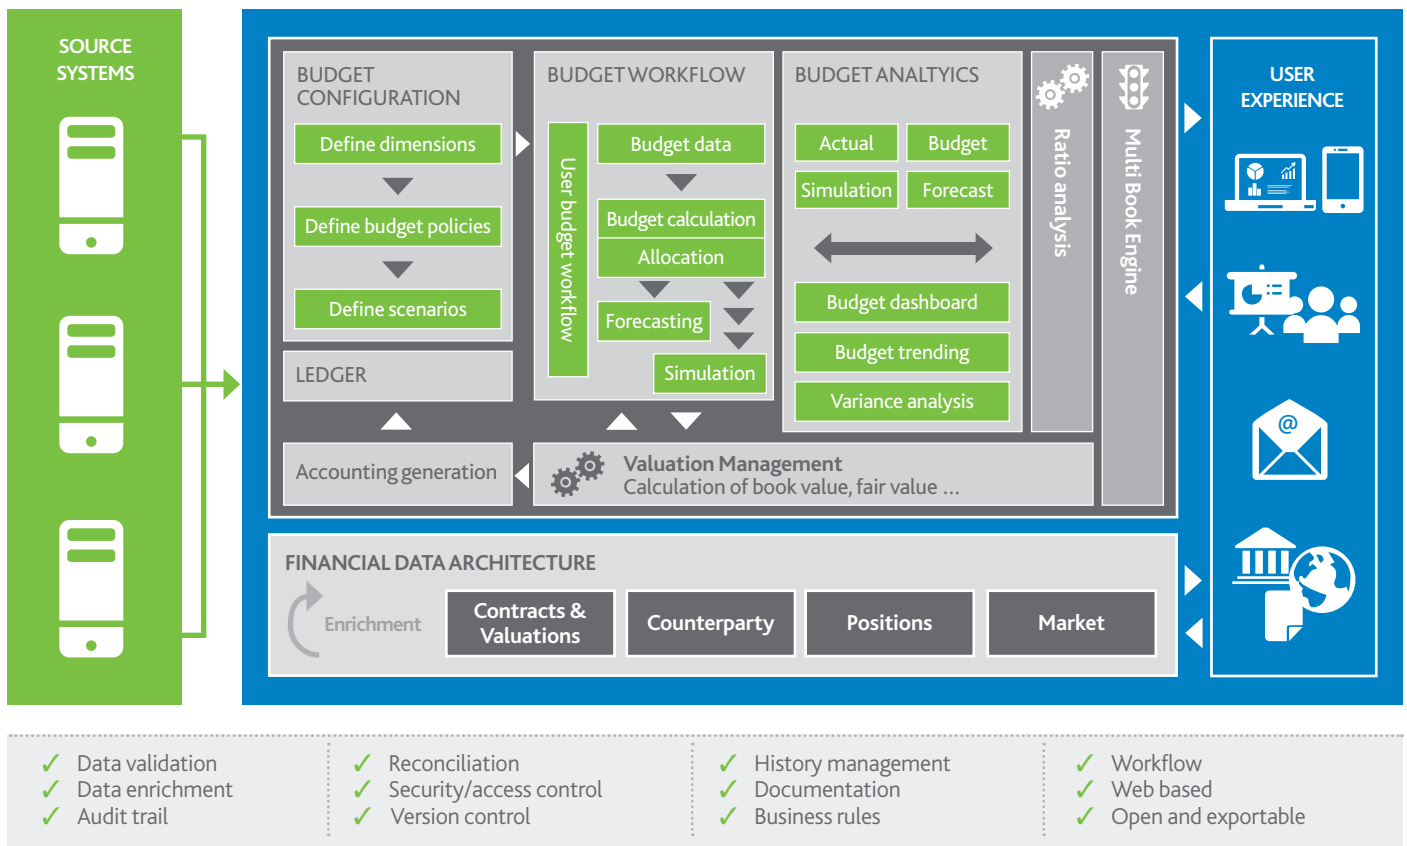 SOURCE
SYSTEMS
BUDGET
CONFIGURATION
Define dimensions
Define budget policies
Define scenarios
LEDGER
Accounting generation
BUDGET WORKFLOW
User budget workflow
Budget data
Budget calculation
Allocation
Forecasting
Simulation
BUDGET ANALTYICS
Actual
Budget
Simulation
Forecast
Budget dashboard
Budget trending
Variance analysis
Ratio analysis
Multi Book Engine
Valuation Management
Calculation of book value, fair value ...
FINANCIAL DATA ARCHITECTURE
Enrichment
Contracts &
Valuations
Counterparty
Positions
Market
USER
EXPERIENCE
@
✓ Data validation
✓ Data enrichment
✓ Audit trail
✓ Reconciliation
✓ Security/access control
✓ Version control
✓ History management
✓ Documentation
✓ Business rules
✓ Workflow
✓ Web based
✓ Open and exportable